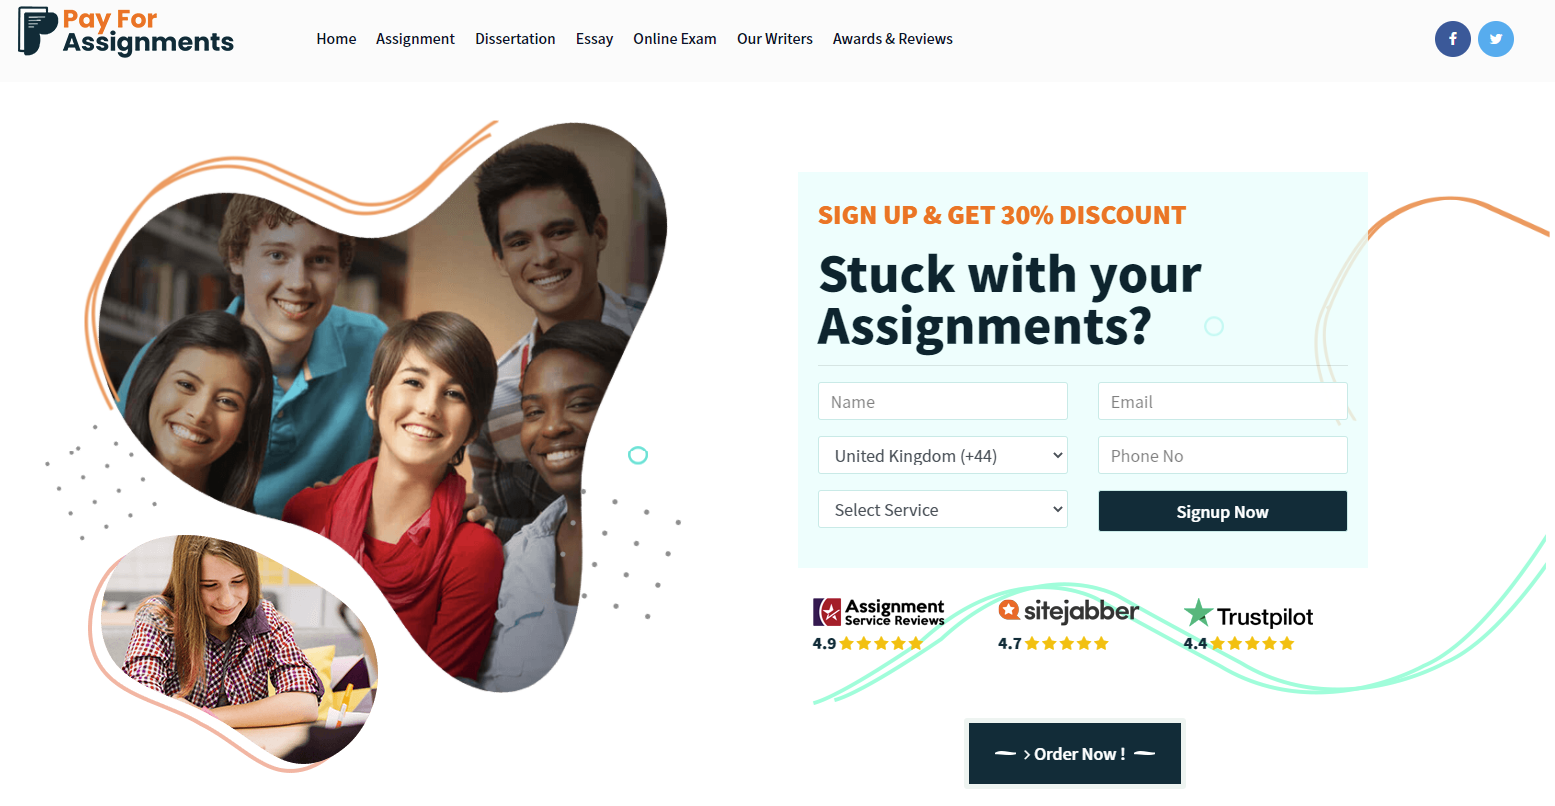 Pay For
Assignments
Home Assignment Dissertation Essay Online Exam Our Writers Awards & Reviews
SIGN UP & GET 30% DISCOUNT
Stuck with your
Assignments?
Name Email
United Kingdom (+44) Phone No
Select Service Signup Now
Assignment
Service Reviews
4.9
sitejabber
4.7
Trustpilot
4.4
› Order Now !